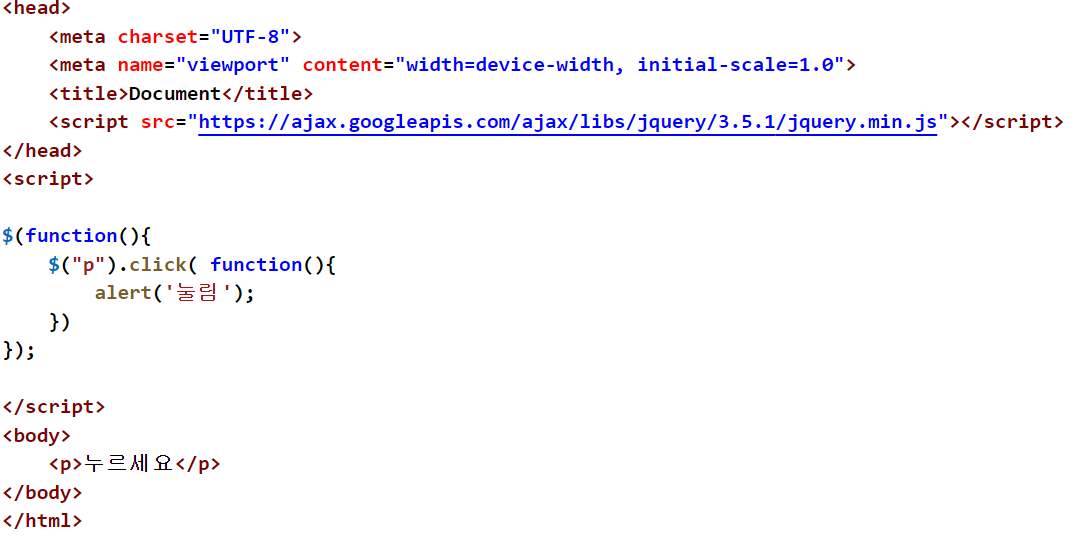 <head>
    <meta charset="UTF-8">
    <meta name="viewport" content="width=device-width, initial-scale=1.0">
    <title>Document</title>
    <script src="https://ajax.googleapis.com/ajax/libs/jquery/3.5.1/jquery.min.js"></script>
</head>
<script>

$(function(){
    $("p").click( function(){
        alert('눌림');
    })
});

</script>
<body>
    <p>누르세요</p>
</body>
</html>